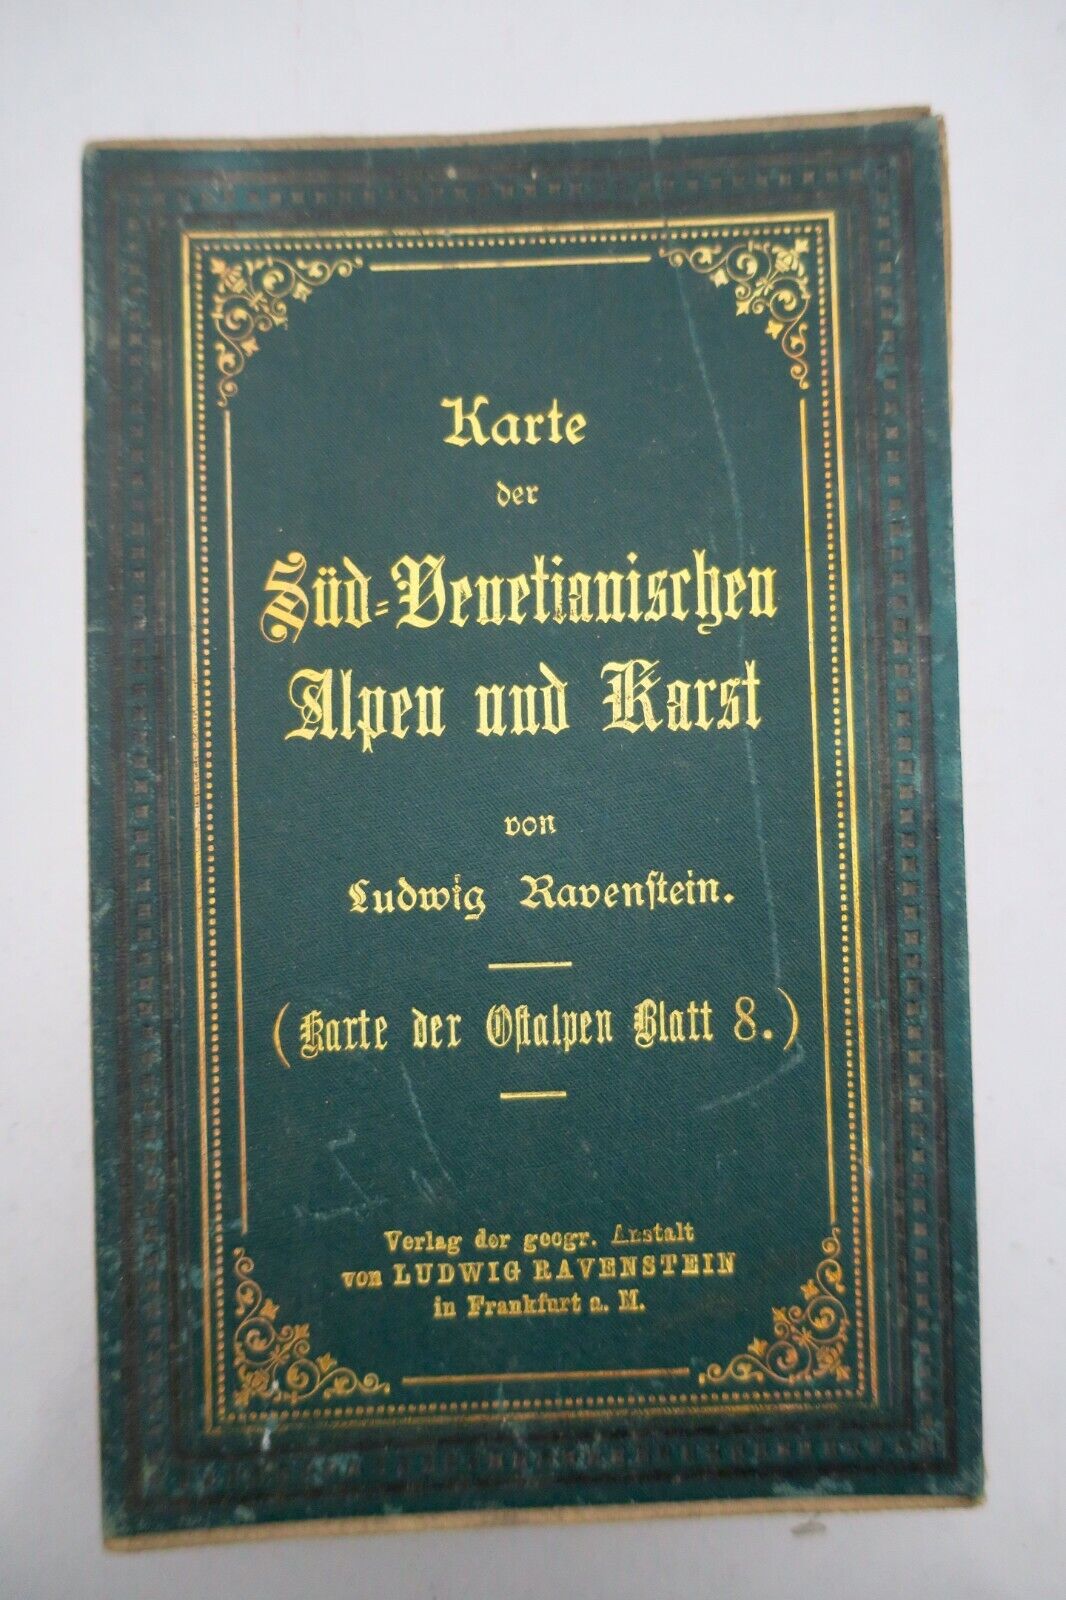 Karte
der
Süd-Venetianischen
Alpen und Karst
von
Ludwig Ravenstein.
(Karte der Ostalpen Blatt 8.)
Verlag der geogr. Anstalt
von LUDWIG RAVENSTEIN
in Frankfurt a. M.